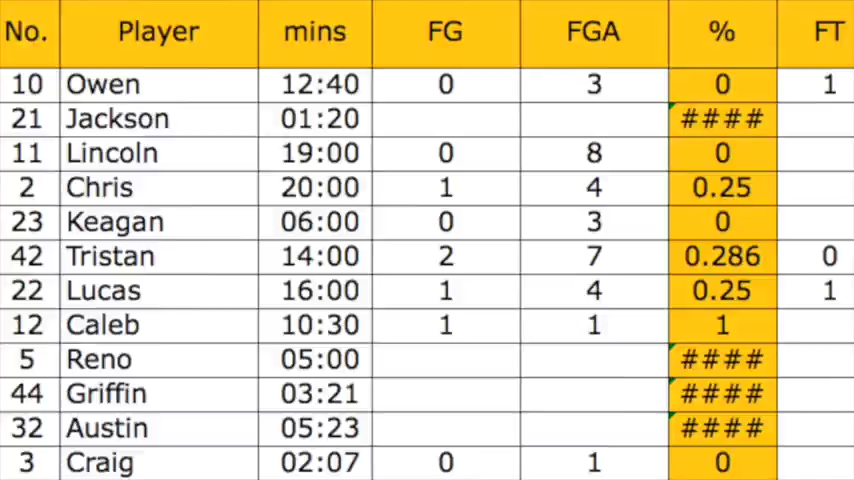 No. Player mins FG FGA % FT
10 Owen 12:40 0 3 0 1
21 Jackson 01:20 ####
11 Lincoln 19:00 0 8 0
2 Chris 20:00 1 4 0.25
23 Keagan 06:00 0 3 0
42 Tristan 14:00 2 7 0.286 0
22 Lucas 16:00 1 4 0.25 1
12 Caleb 10:30 1 1 1
5 Reno 05:00 ####
44 Griffin 03:21 ####
32 Austin 05:23 ####
3 Craig 02:07 0 1 0